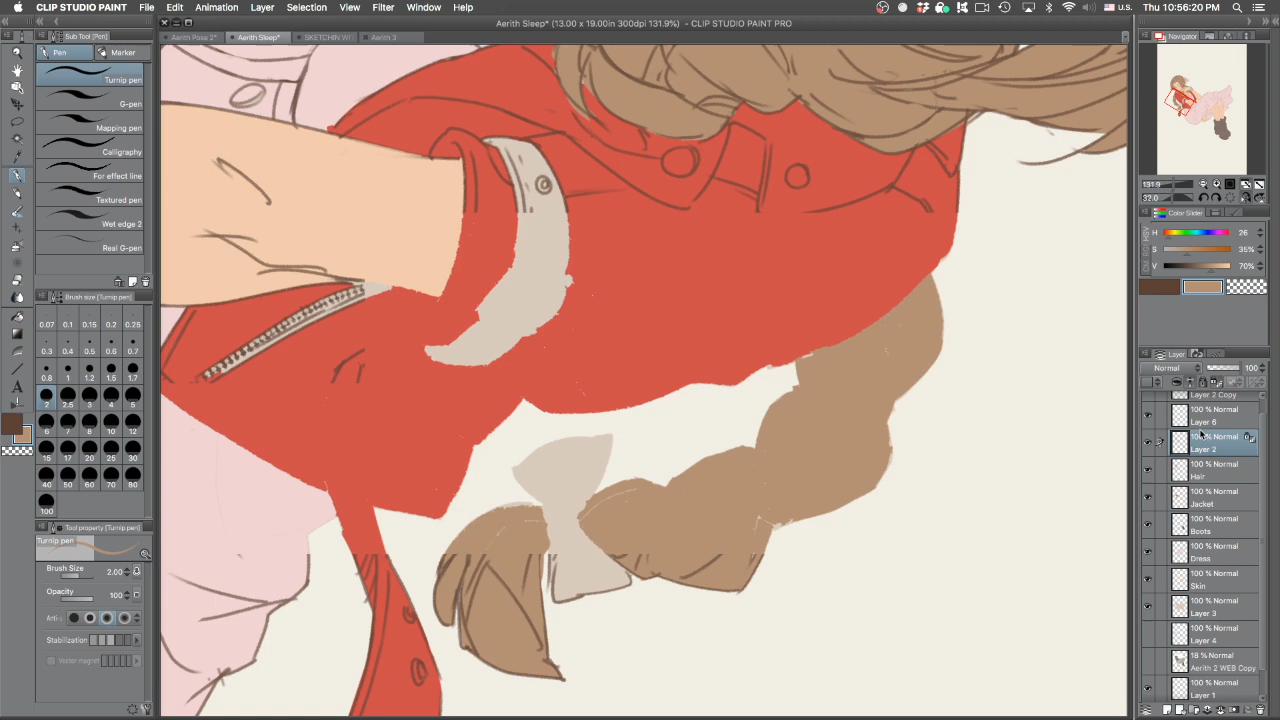 CLIP STUDIO PAINT File Edit Animation Layer Select View Filter Window Help U.S. Thu 10:56:20 PM
Aerith Sleep* (13.00 x 19.00in 300dpi 131.9%) - CLIP STUDIO PAINT PRO
Sub Tool [Pen]
Pen Marker
Turnip pen
G-pen
Mapping pen
Calligraphy
For effect line
Textured pen
Wet edge 2
Real G-pen
Brush size [Turnip pen]
0.07 0.1 0.15 0.2 0.25
0.3 0.4 0.5 0.6 0.7
0.8 1 1.2 1.5 1.7
2 2.5 3 4 5
6 7 8 10 12
15 17 20 25 30
40 50 60 70 80
100
Tool property [Turnip pen]
Turnip pen
Brush Size 2.00
Opacity 100
Anti-
Stabilization
Vector magnet
Aerith Pose 2* Aerith Sleep* SKETCHIN WI Aerith 3
Navigator
131.9
32.0
Color Slider
H 26
S 35%
V 70%
Layer
Normal 100
Layer 2 Copy
100 % Normal
Layer 6
100 % Normal
Layer 2
100 % Normal
Hair
100 % Normal
Jacket
100 % Normal
Boots
100 % Normal
Dress
100 % Normal
Skin
100 % Normal
Layer 3
100 % Normal
Layer 4
18 % Normal
Aerith 2 WEB Copy
100 % Normal
Layer 1